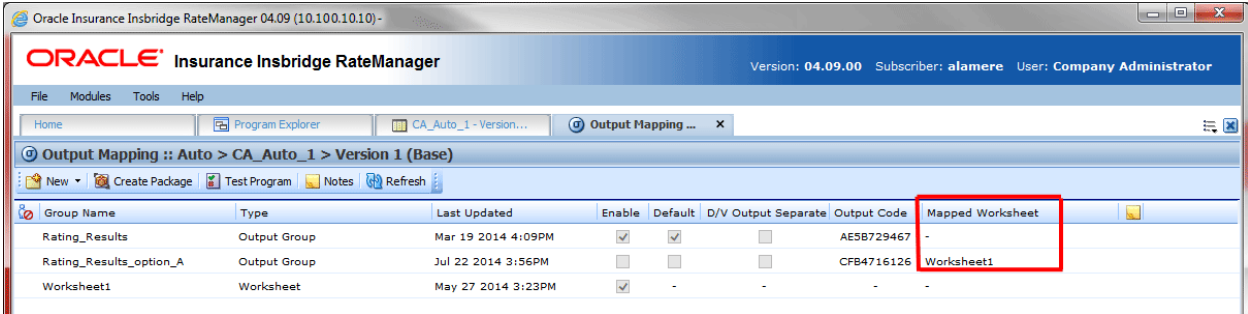 Oracle Insurance Insbridge RateManager 04.09 (10.100.10.10) -
ORACLE® Insurance Insbridge RateManager Version: 04.09.00 Subscriber: alamere User: Company Administrator
File Modules Tools Help
Home Program Explorer CA_Auto_1 - Version... Output Mapping ... x
Output Mapping :: Auto > CA_Auto_1 > Version 1 (Base)
New Create Package Test Program Notes Refresh
Group Name Type Last Updated Enable Default D/V Output Separate Output Code Mapped Worksheet
Rating_Results Output Group Mar 19 2014 4:09PM AE5B729467 -
Rating_Results_option_A Output Group Jul 22 2014 3:56PM CFB4716126 Worksheet1
Worksheet1 Worksheet May 27 2014 3:23PM - - - -